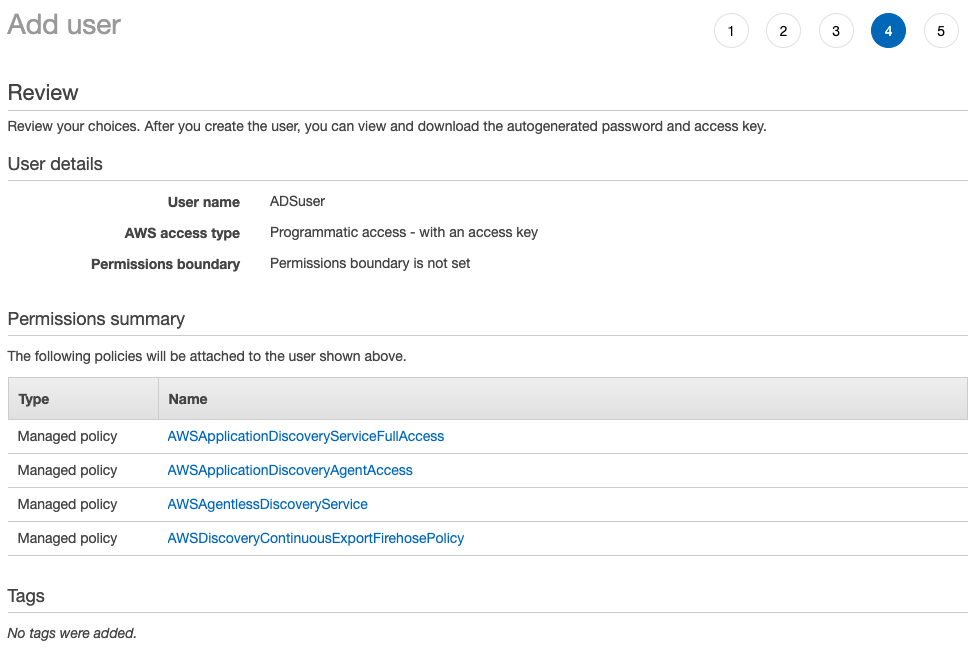 Add user
1 2 3 4 5
Review
Review your choices. After you create the user, you can view and download the autogenerated password and access key.
User details
User name ADSuser
AWS access type Programmatic access - with an access key
Permissions boundary Permissions boundary is not set
Permissions summary
The following policies will be attached to the user shown above.
Type Name
Managed policy AWSApplicationDiscoveryServiceFullAccess
Managed policy AWSApplicationDiscoveryAgentAccess
Managed policy AWSAgentlessDiscoveryService
Managed policy AWSDiscoveryContinuousExportFirehosePolicy
Tags
No tags were added.